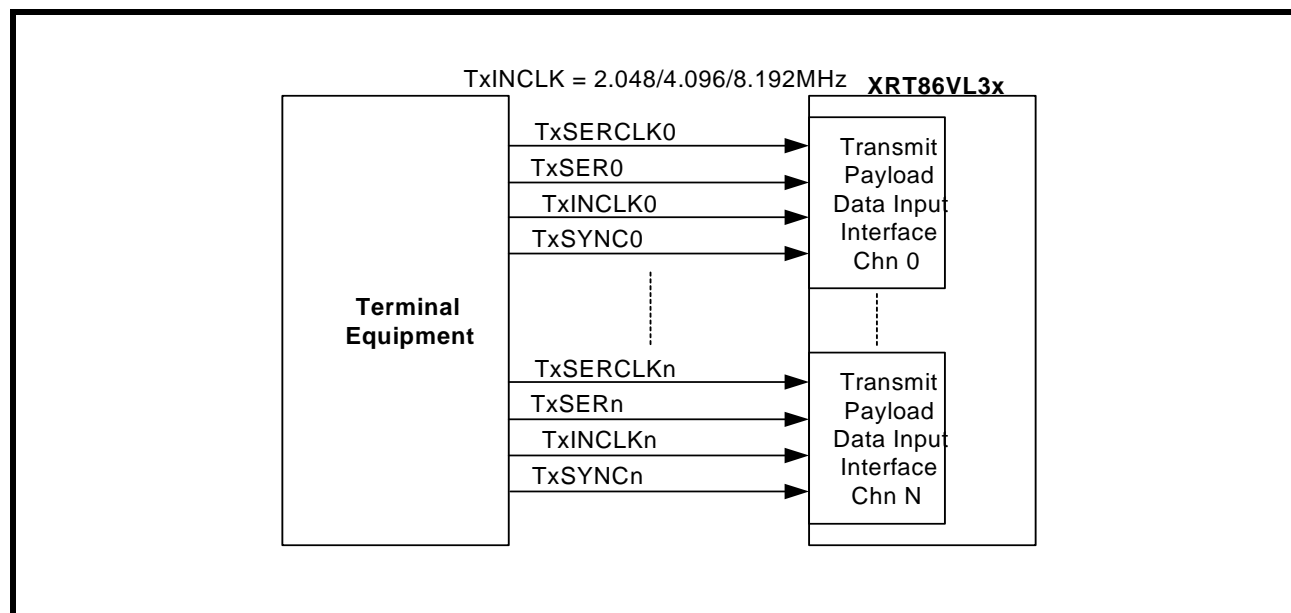 TxINCLK = 2.048/4.096/8.192MHz
XRT86VL3x
TxSERCLK0
TxSER0
TxINCLK0
TxSYNC0
Transmit
Payload
Data Input
Interface
Chn 0
Terminal
Equipment
TxSERCLKn
TxSERn
TxINCLKn
TxSYNCn
Transmit
Payload
Data Input
Interface
Chn N